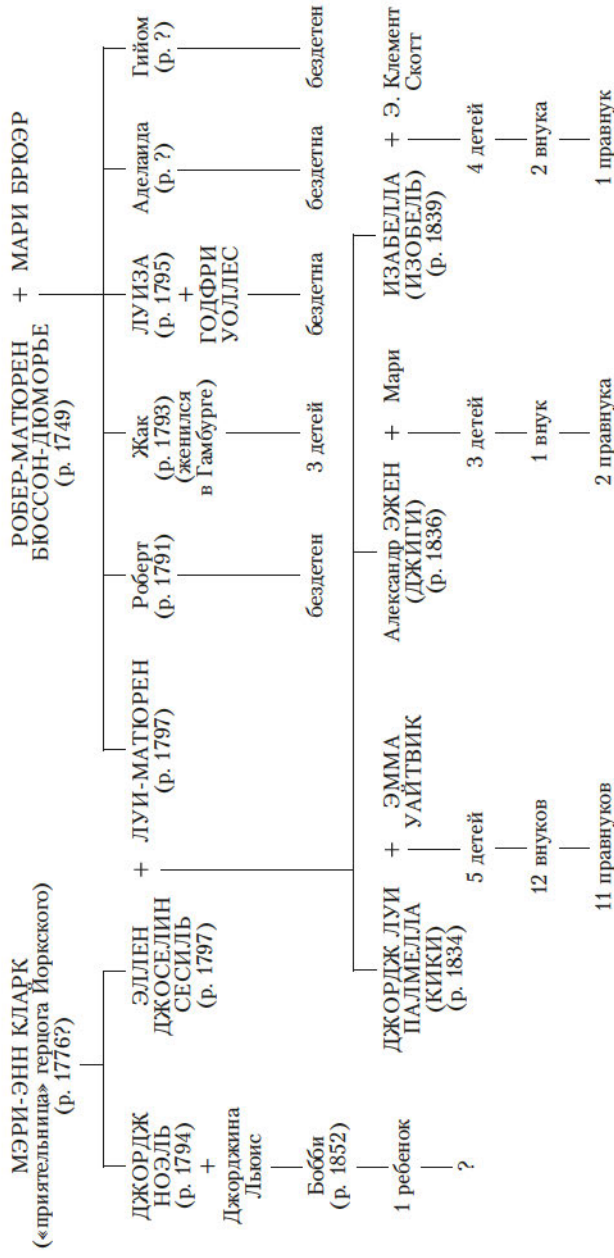 МЭРИ-ЭНН КЛАРК
(«приятельница» герцога Йоркского)
(р. 1776?)
РОБЕР-МАТЮРЕН + МАРИ БРЮЭР
БЮССОН-ДЮМОРЬЕ
(р. 1749)
ДЖОРДЖ
НОЭЛЬ
(р. 1794)
+
Джорджина
Льюис
Бобби
(р. 1852)
1 ребенок
?
ЭЛЛЕН
ДЖОСЕЛИН
СЕСИЛЬ
(р. 1797)
+
ЛУИ-МАТЮРЕН
(р. 1797)
Роберт
(р. 1791)
бездетен
Жак
(р. 1793)
(женился
в Гамбурге)
3 детей
ЛУИЗА
(р. 1795)
+
ГОДФРИ
УОЛЛЕС
бездетна
Аделаида
(р. ?)
бездетна
Гийом
(р. ?)
бездетен
ДЖОРДЖ ЛУИ
ПАЛМЕЛЛА
(КИКИ)
(р. 1834)
+
ЭММА
УАЙТВИК
5 детей
12 внуков
11 правнуков
Александр ЭЖЕН
(ДЖИГИ)
(р. 1836)
+
Мари
3 детей
1 внук
2 правнука
ИЗАБЕЛЛА
(ИЗОБЕЛЬ)
(р. 1839)
+
Э. Клемент
Скотт
4 детей
2 внука
1 правнук